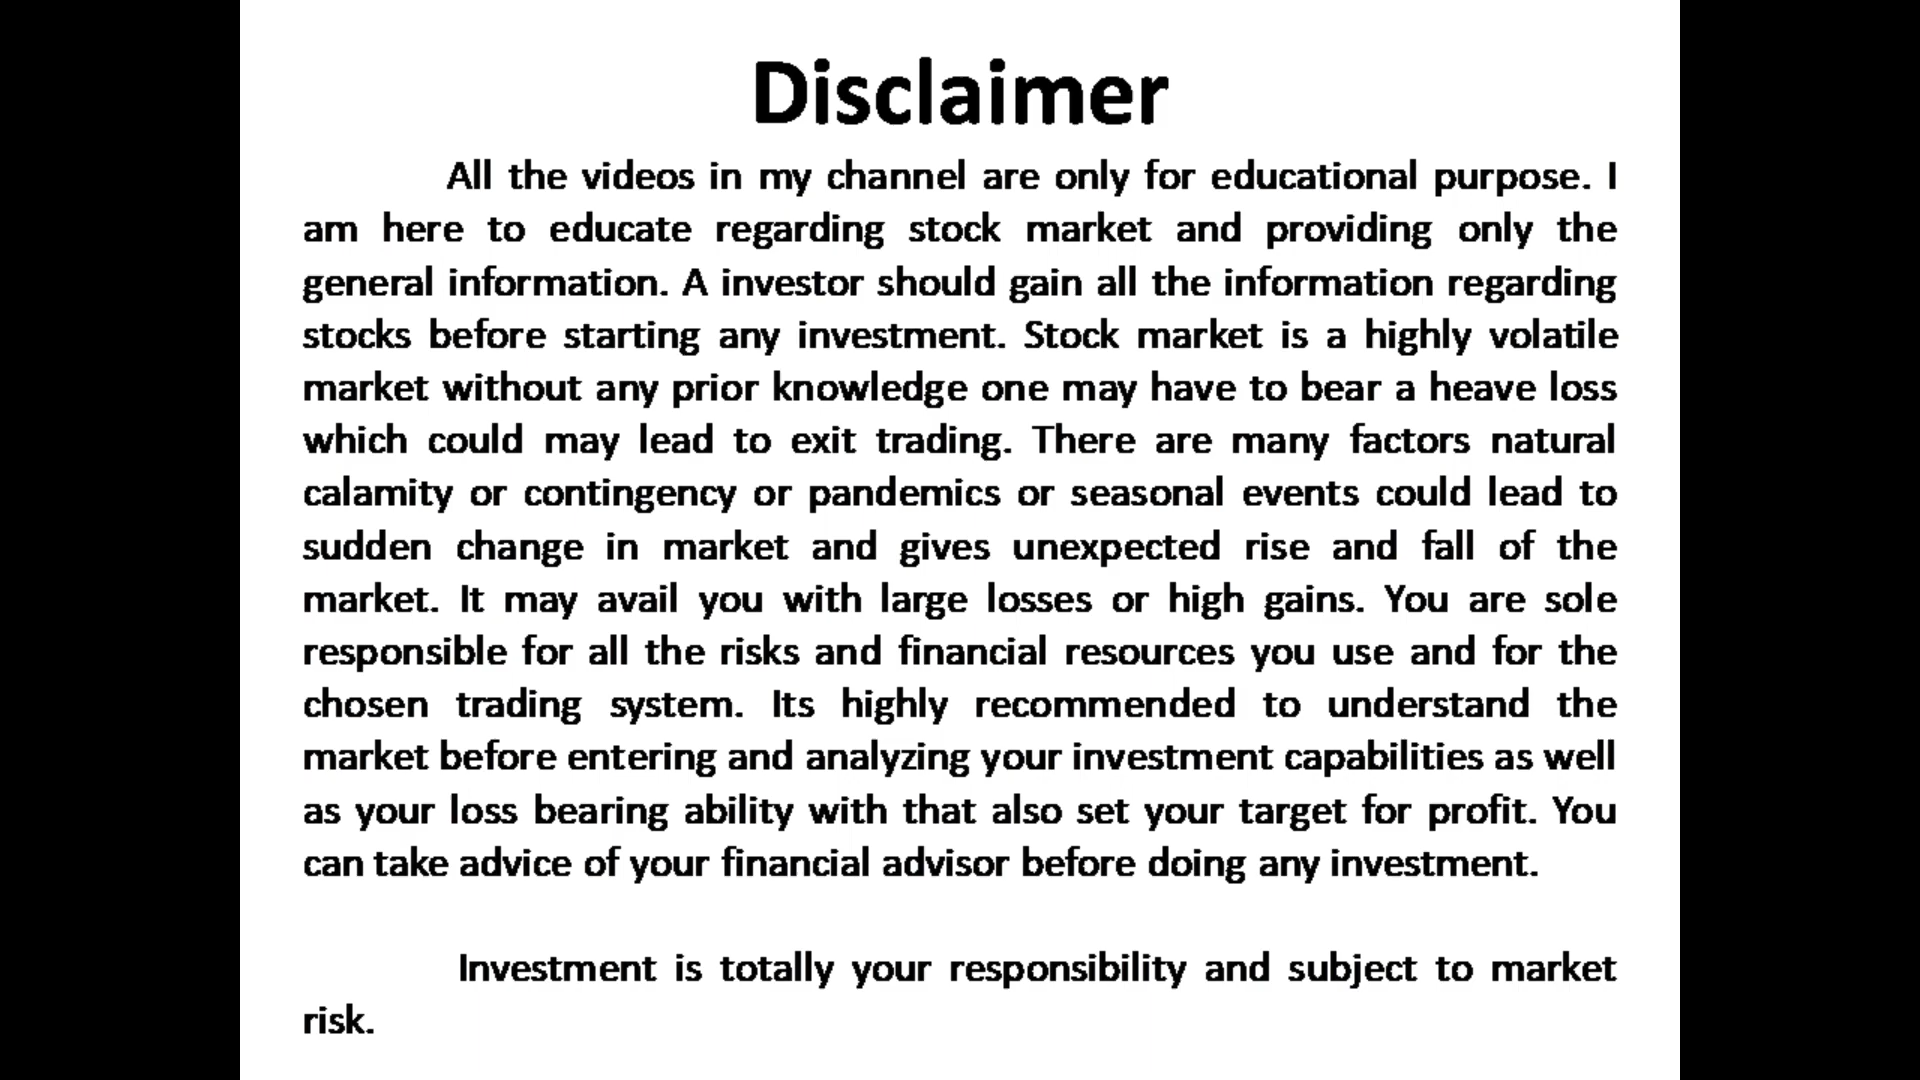 Disclaimer
All the videos in my channel are only for educational purpose. I
am here to educate regarding stock market and providing only the
general information. A investor should gain all the information regarding
stocks before starting any investment. Stock market is a highly volatile
market without any prior knowledge one may have to bear a heave loss
which could may lead to exit trading. There are many factors natural
calamity or contingency or pandemics or seasonal events could lead to
sudden change in market and gives unexpected rise and fall of the
market. It may avail you with large losses or high gains. You are sole
responsible for all the risks and financial resources you use and for the
chosen trading system. Its highly recommended to understand the
market before entering and analyzing your investment capabilities as well
as your loss bearing ability with that also set your target for profit. You
can take advice of your financial advisor before doing any investment.
Investment is totally your responsibility and subject to market
risk.